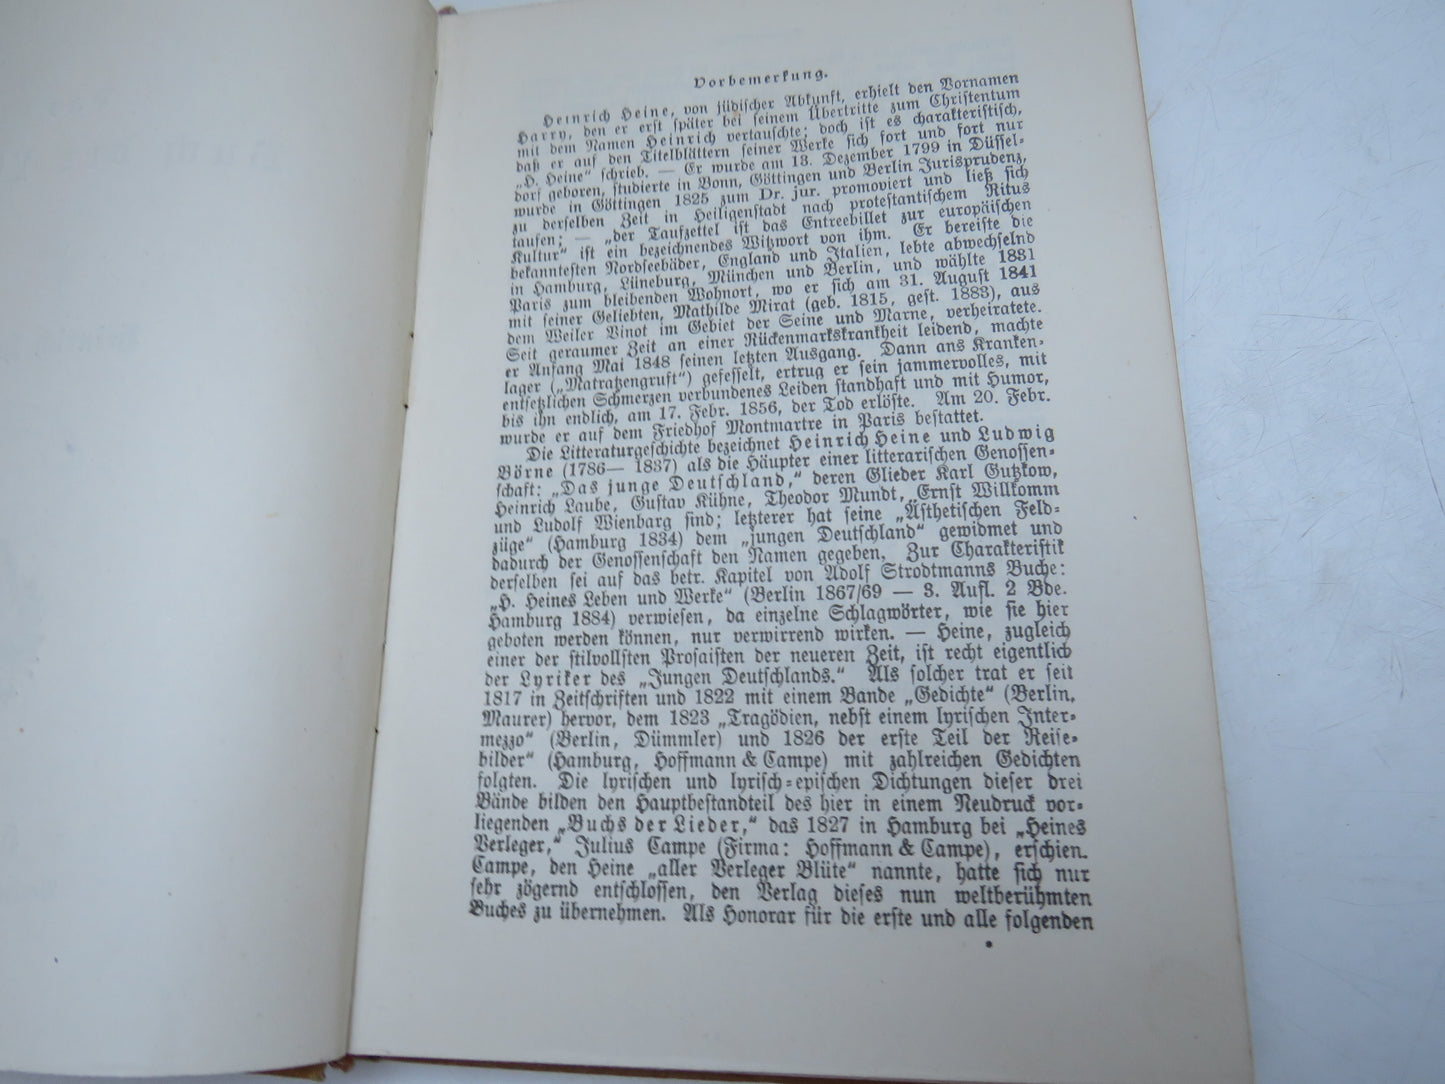 Vorbemerkung.
Heinrich Heine, von jüdischer Abkunft, erhielt den Vornamen
Harry, den er erst später bei seinem Übertritte zum Christentum
mit dem Namen Heinrich vertauschte; doch ist es charakteristisch,
daß er auf den Titelblättern seiner Werke sich fort und fort nur
„H. Heine“ schrieb. — Er wurde am 13. Dezember 1799 in Düssel-
dorf geboren, studierte in Bonn, Göttingen und Berlin Jurisprudenz,
wurde in Göttingen 1825 zum Dr. jur. promoviert und ließ sich
zu derselben Zeit in Heiligenstadt nach protestantischem Ritus
taufen; — „der Taufzettel ist das Entreebillet zur europäischen
Kultur“ ist ein bezeichnendes Witzwort von ihm. Er bereiste die
bekanntesten Nordseebäder, England und Italien, lebte abwechselnd
in Hamburg, Lüneburg, München und Berlin, und wählte 1831
Paris zum bleibenden Wohnort, wo er sich am 31. August 1841
mit seiner Geliebten, Mathilde Mirat (geb. 1815, gest. 1883), aus
dem Weiler Vinot im Gebiet der Seine und Marne, verheiratete.
Seit geraumer Zeit an einer Rückenmarkskrankheit leidend, machte
er Anfang Mai 1848 seinen letzten Ausgang. Dann ans Kranken-
lager („Matratzengruft“) gefesselt, ertrug er sein jammervolles, mit
entsetzlichen Schmerzen verbundenes Leiden standhaft und mit Humor,
bis ihn endlich, am 17. Febr. 1856, der Tod erlöste. Am 20. Febr.
wurde er auf dem Friedhof Montmartre in Paris bestattet.
Die Litteraturgeschichte bezeichnet Heinrich Heine und Ludwig
Börne (1786— 1837) als die Häupter einer litterarischen Genossen-
schaft: „Das junge Deutschland,“ deren Glieder Karl Gutzkow,
Heinrich Laube, Gustav Kühne, Theodor Mundt, Ernst Willkomm
und Ludolf Wienbarg sind; letzterer hat seine „Ästhetischen Feld-
züge“ (Hamburg 1834) dem „jungen Deutschland“ gewidmet und
dadurch der Genossenschaft den Namen gegeben. Zur Charakteristik
derselben sei auf das betr. Kapitel von Adolf Strodtmanns Buche:
„H. Heines Leben und Werke“ (Berlin 1867/69 — 3. Aufl. 2 Bde.
Hamburg 1884) verwiesen, da einzelne Schlagwörter, wie sie hier
geboten werden können, nur verwirrend wirken. — Heine, zugleich
einer der stilvollsten Prosaisten der neueren Zeit, ist recht eigentlich
der Lyriker des „Jungen Deutschlands.“ Als solcher trat er seit
1817 in Zeitschriften und 1822 mit einem Bande „Gedichte“ (Berlin,
Maurer) hervor, dem 1823 „Tragödien, nebst einem lyrischen Inter-
mezzo“ (Berlin, Dümmler) und 1826 der erste Teil der Reise-
bilder“ (Hamburg, Hoffmann & Campe) mit zahlreichen Gedichten
folgten. Die lyrischen und lyrisch-epischen Dichtungen dieser drei
Bände bilden den Hauptbestandteil des hier in einem Neudruck vor-
liegenden „Buchs der Lieder,“ das 1827 in Hamburg bei „Heines
Verleger,“ Julius Campe (Firma: Hoffmann & Campe), erschien.
Campe, den Heine „aller Verleger Blüte“ nannte, hatte sich nur
sehr zögernd entschlossen, den Verlag dieses nun weltberühmten
Buches zu übernehmen. Als Honorar für die erste und alle folgenden